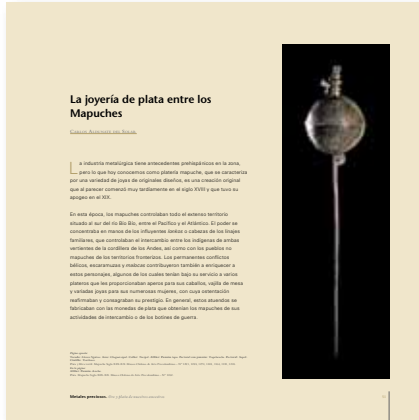 La joyería de plata entre los
Mapuches
La industria metalúrgica tiene antecedentes prehispánicos en la zona,
pero lo que hoy conocemos como platería mapuche, que se caracteriza
por una variedad de joyas de originales diseños, es una creación original
que al parecer comenzó muy tardíamente en el siglo XVIII y que tuvo su
apogeo en el XIX.
En esta época, los mapuches controlaban todo el extenso territorio
situado al sur del río Bío Bío, entre el Pacífico y el Atlántico. El poder se
concentraba en manos de los influyentes lonkos o cabezas de los linajes
familiares, que controlaban el intercambio entre los indígenas de ambas
vertientes de la cordillera de los Andes, así como con los pueblos no
mapuches de los territorios fronterizos. Los permanentes conflictos
bélicos, escaramuzas y malocas contribuyeron también a enriquecer a
estos personajes, algunos de los cuales tenían bajo su servicio a varios
plateros que les proporcionaban aperos para sus caballos, vajilla de mesa
y variadas joyas para sus numerosas mujeres, con cuya ostentación
reafirmaban y consagraban su prestigio. En general, estos atuendos se
fabricaban con las monedas de plata que obtenían los mapuches de sus
actividades de intercambio o de los botines de guerra.
Metales preciosos.